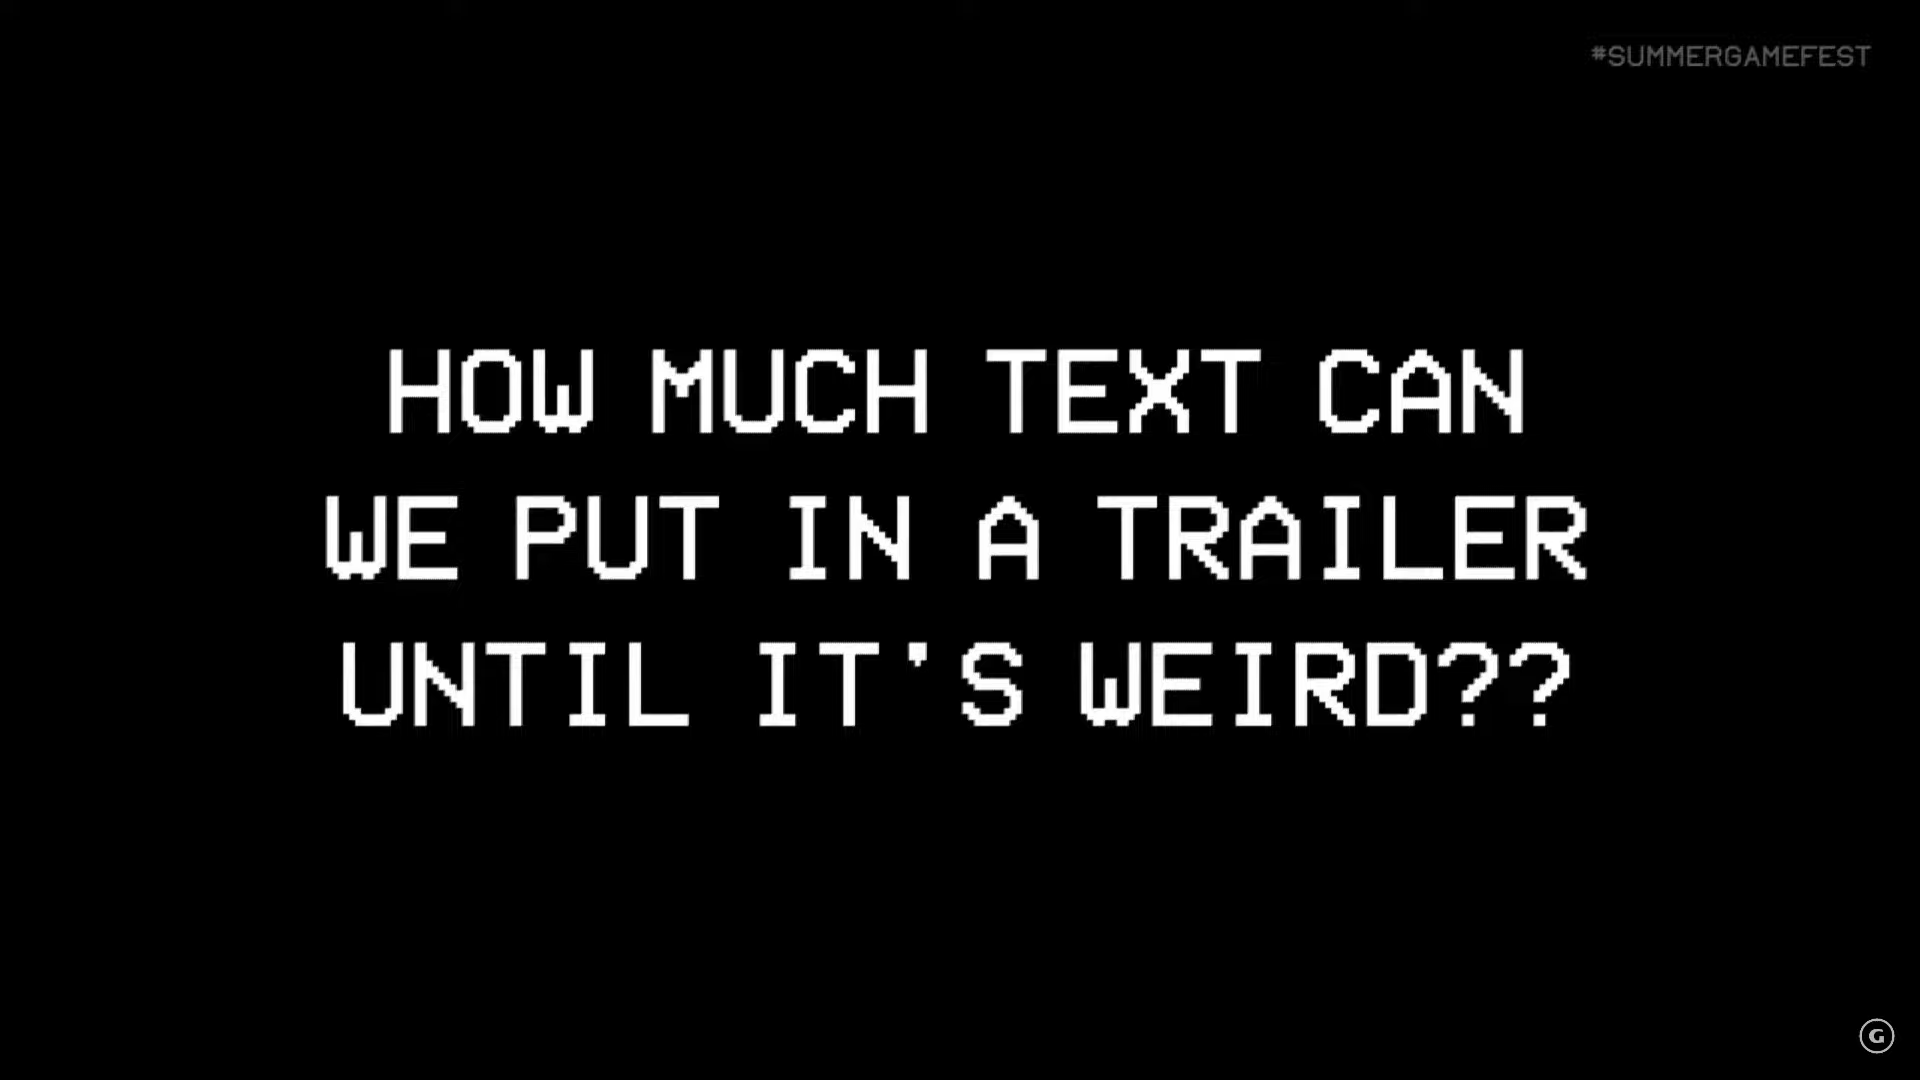 #SUMMERGAMEFEST
HOW MUCH TEXT CAN
WE PUT IN A TRAILER
UNTIL IT'S WEIRD??
G